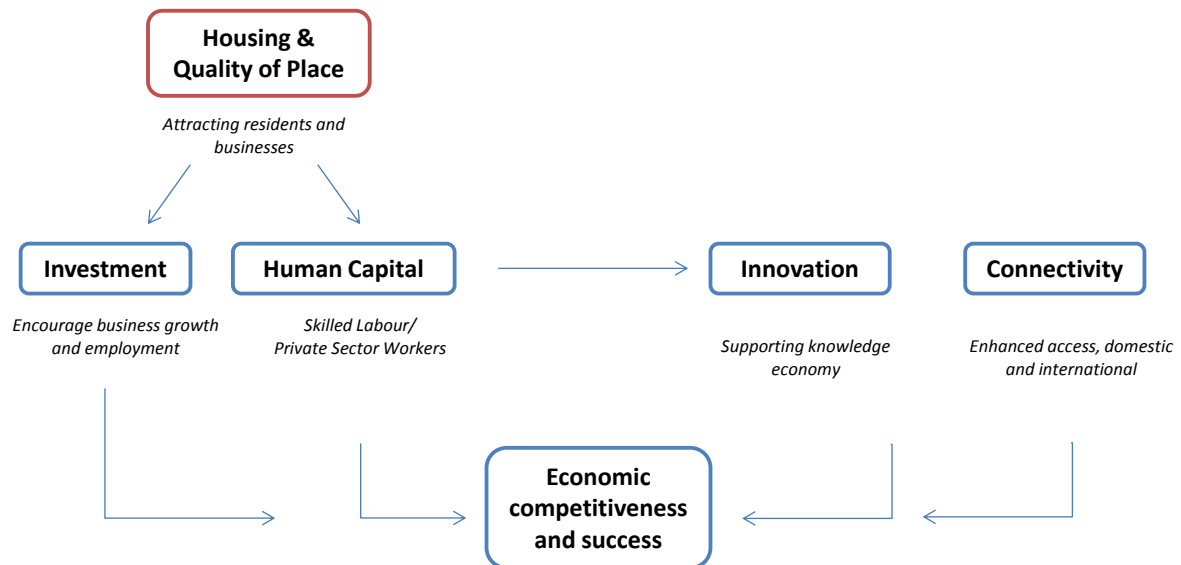 Housing &
Quality of Place
Attracting residents and
businesses
Investment
Human Capital
Innovation
Connectivity
Encourage business growth
and employment
Skilled Labour/
Private Sector Workers
Supporting knowledge
economy
Enhanced access, domestic
and international
Economic
competitiveness
and success